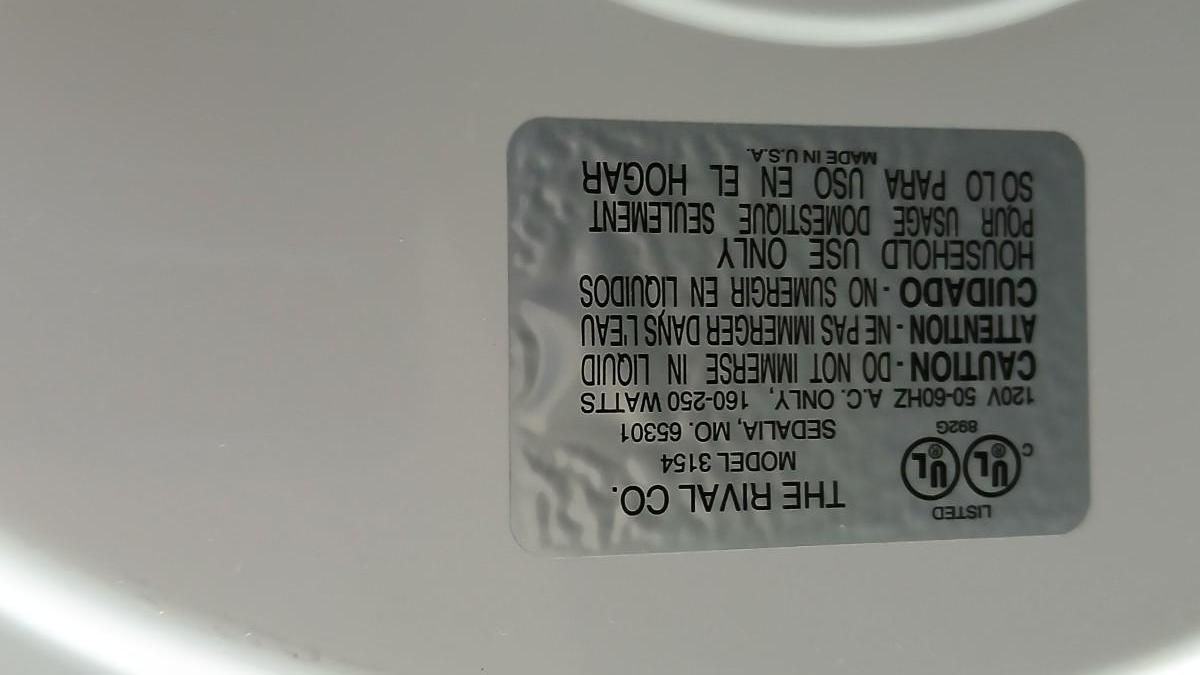 LISTED
C UL® UL®
892G
THE RIVAL CO.
MODEL 3154
SEDALIA, MO. 65301
120V 50-60HZ A.C. ONLY, 160-250 WATTS
CAUTION - DO NOT IMMERSE IN LIQUID
ATTENTION - NE PAS IMMERGER DANS L'EAU
CUIDADO - NO SUMERGIR EN LIQUIDOS
HOUSEHOLD USE ONLY
POUR USAGE DOMESTIQUE SEULEMENT
SOLO PARA USO EN EL HOGAR
MADE IN U.S.A.